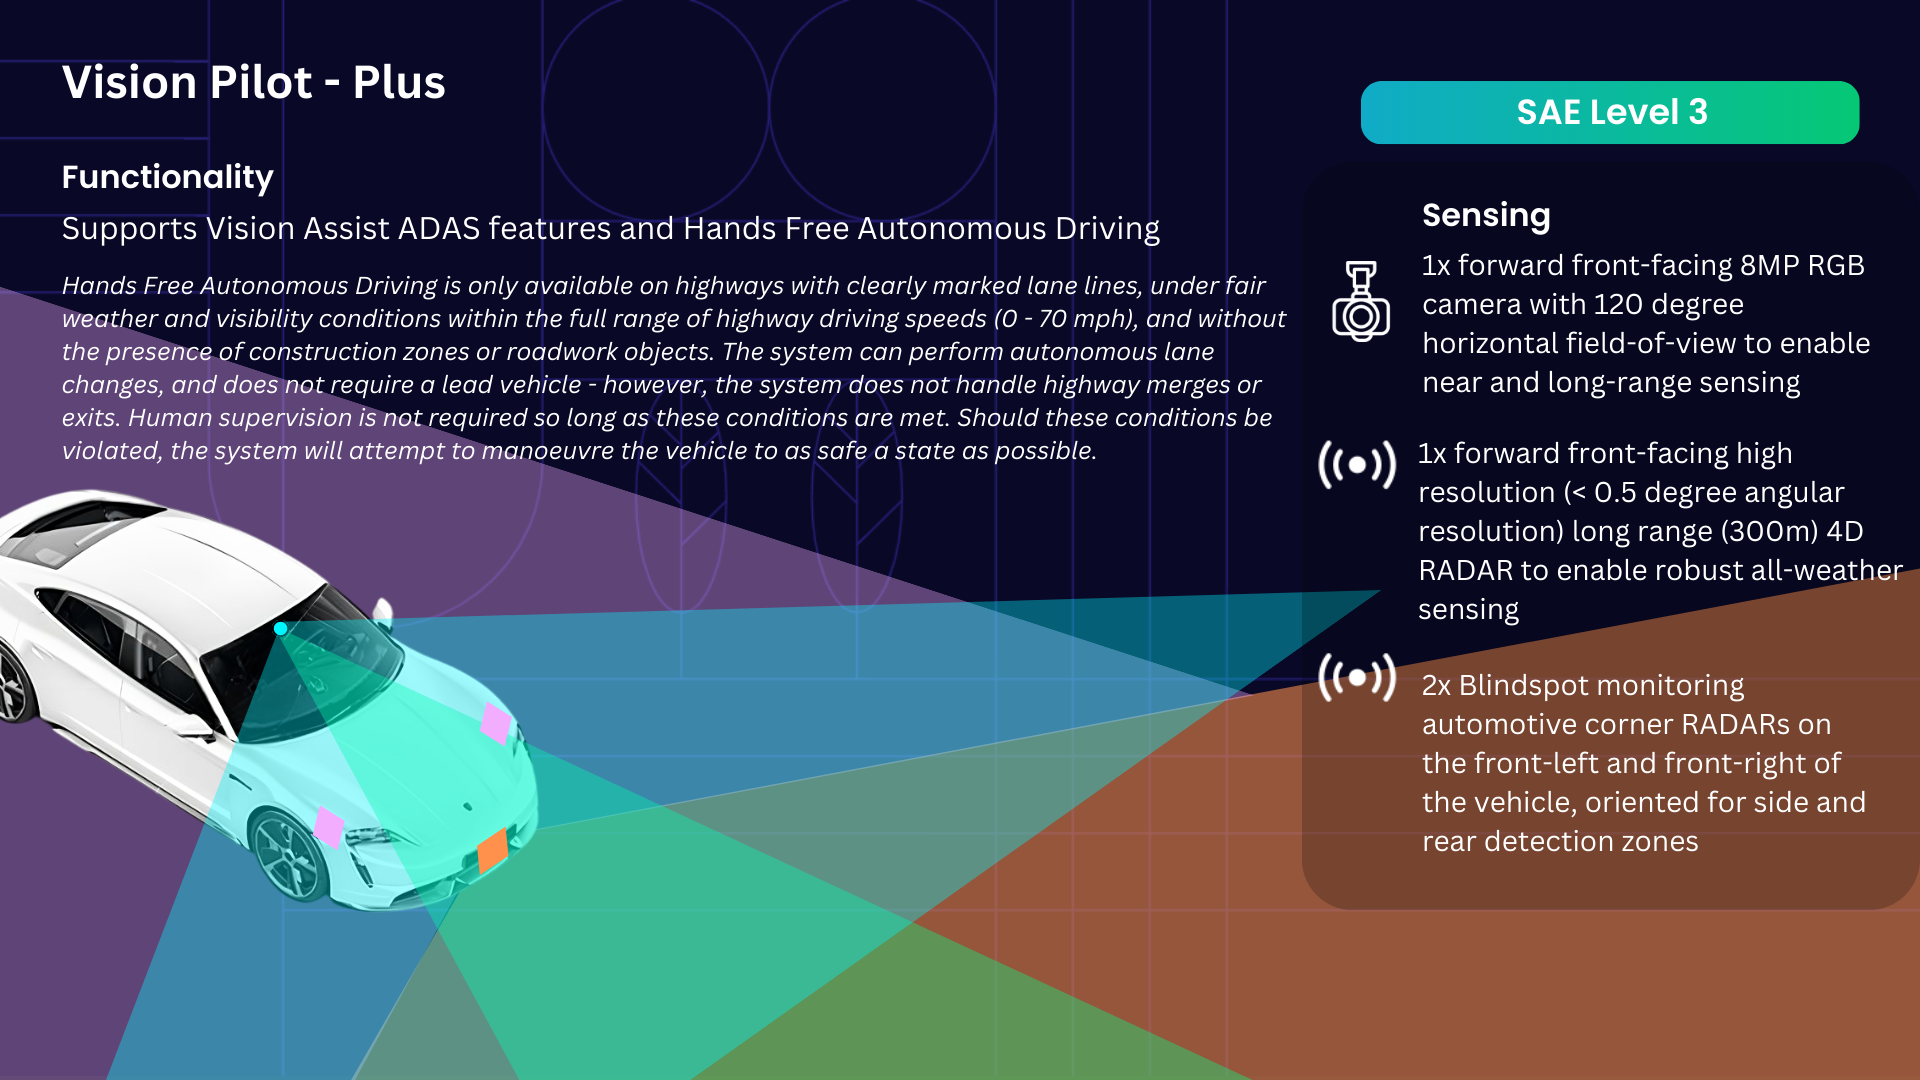 Vision Pilot - Plus
SAE Level 3
Functionality
Supports Vision Assist ADAS features and Hands Free Autonomous Driving
Hands Free Autonomous Driving is only available on highways with clearly marked lane lines, under fair
weather and visibility conditions within the full range of highway driving speeds (0 - 70 mph), and without
the presence of construction zones or roadwork objects. The system can perform autonomous lane
changes, and does not require a lead vehicle - however, the system does not handle highway merges or
exits. Human supervision is not required so long as these conditions are met. Should these conditions be
violated, the system will attempt to manoeuvre the vehicle to as safe a state as possible.
Sensing
1x forward front-facing 8MP RGB
camera with 120 degree
horizontal field-of-view to enable
near and long-range sensing
1x forward front-facing high
resolution (< 0.5 degree angular
resolution) long range (300m) 4D
RADAR to enable robust all-weather
sensing
2x Blindspot monitoring
automotive corner RADARs on
the front-left and front-right of
the vehicle, oriented for side and
rear detection zones